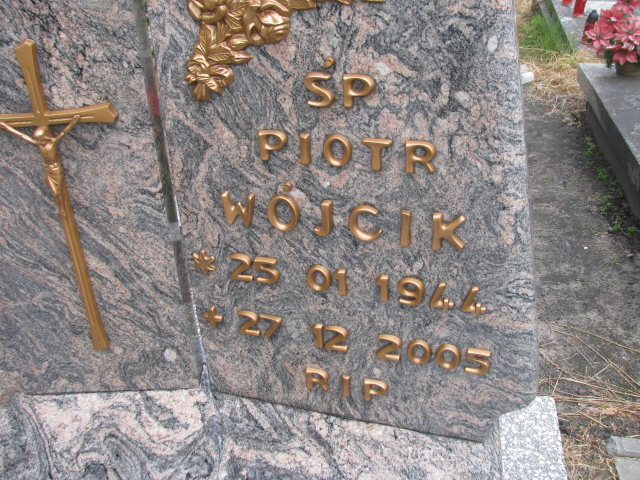 ŚP
PIOTR
WÓJCIK
* 25 01 1944
+ 27 12 2005
RIP